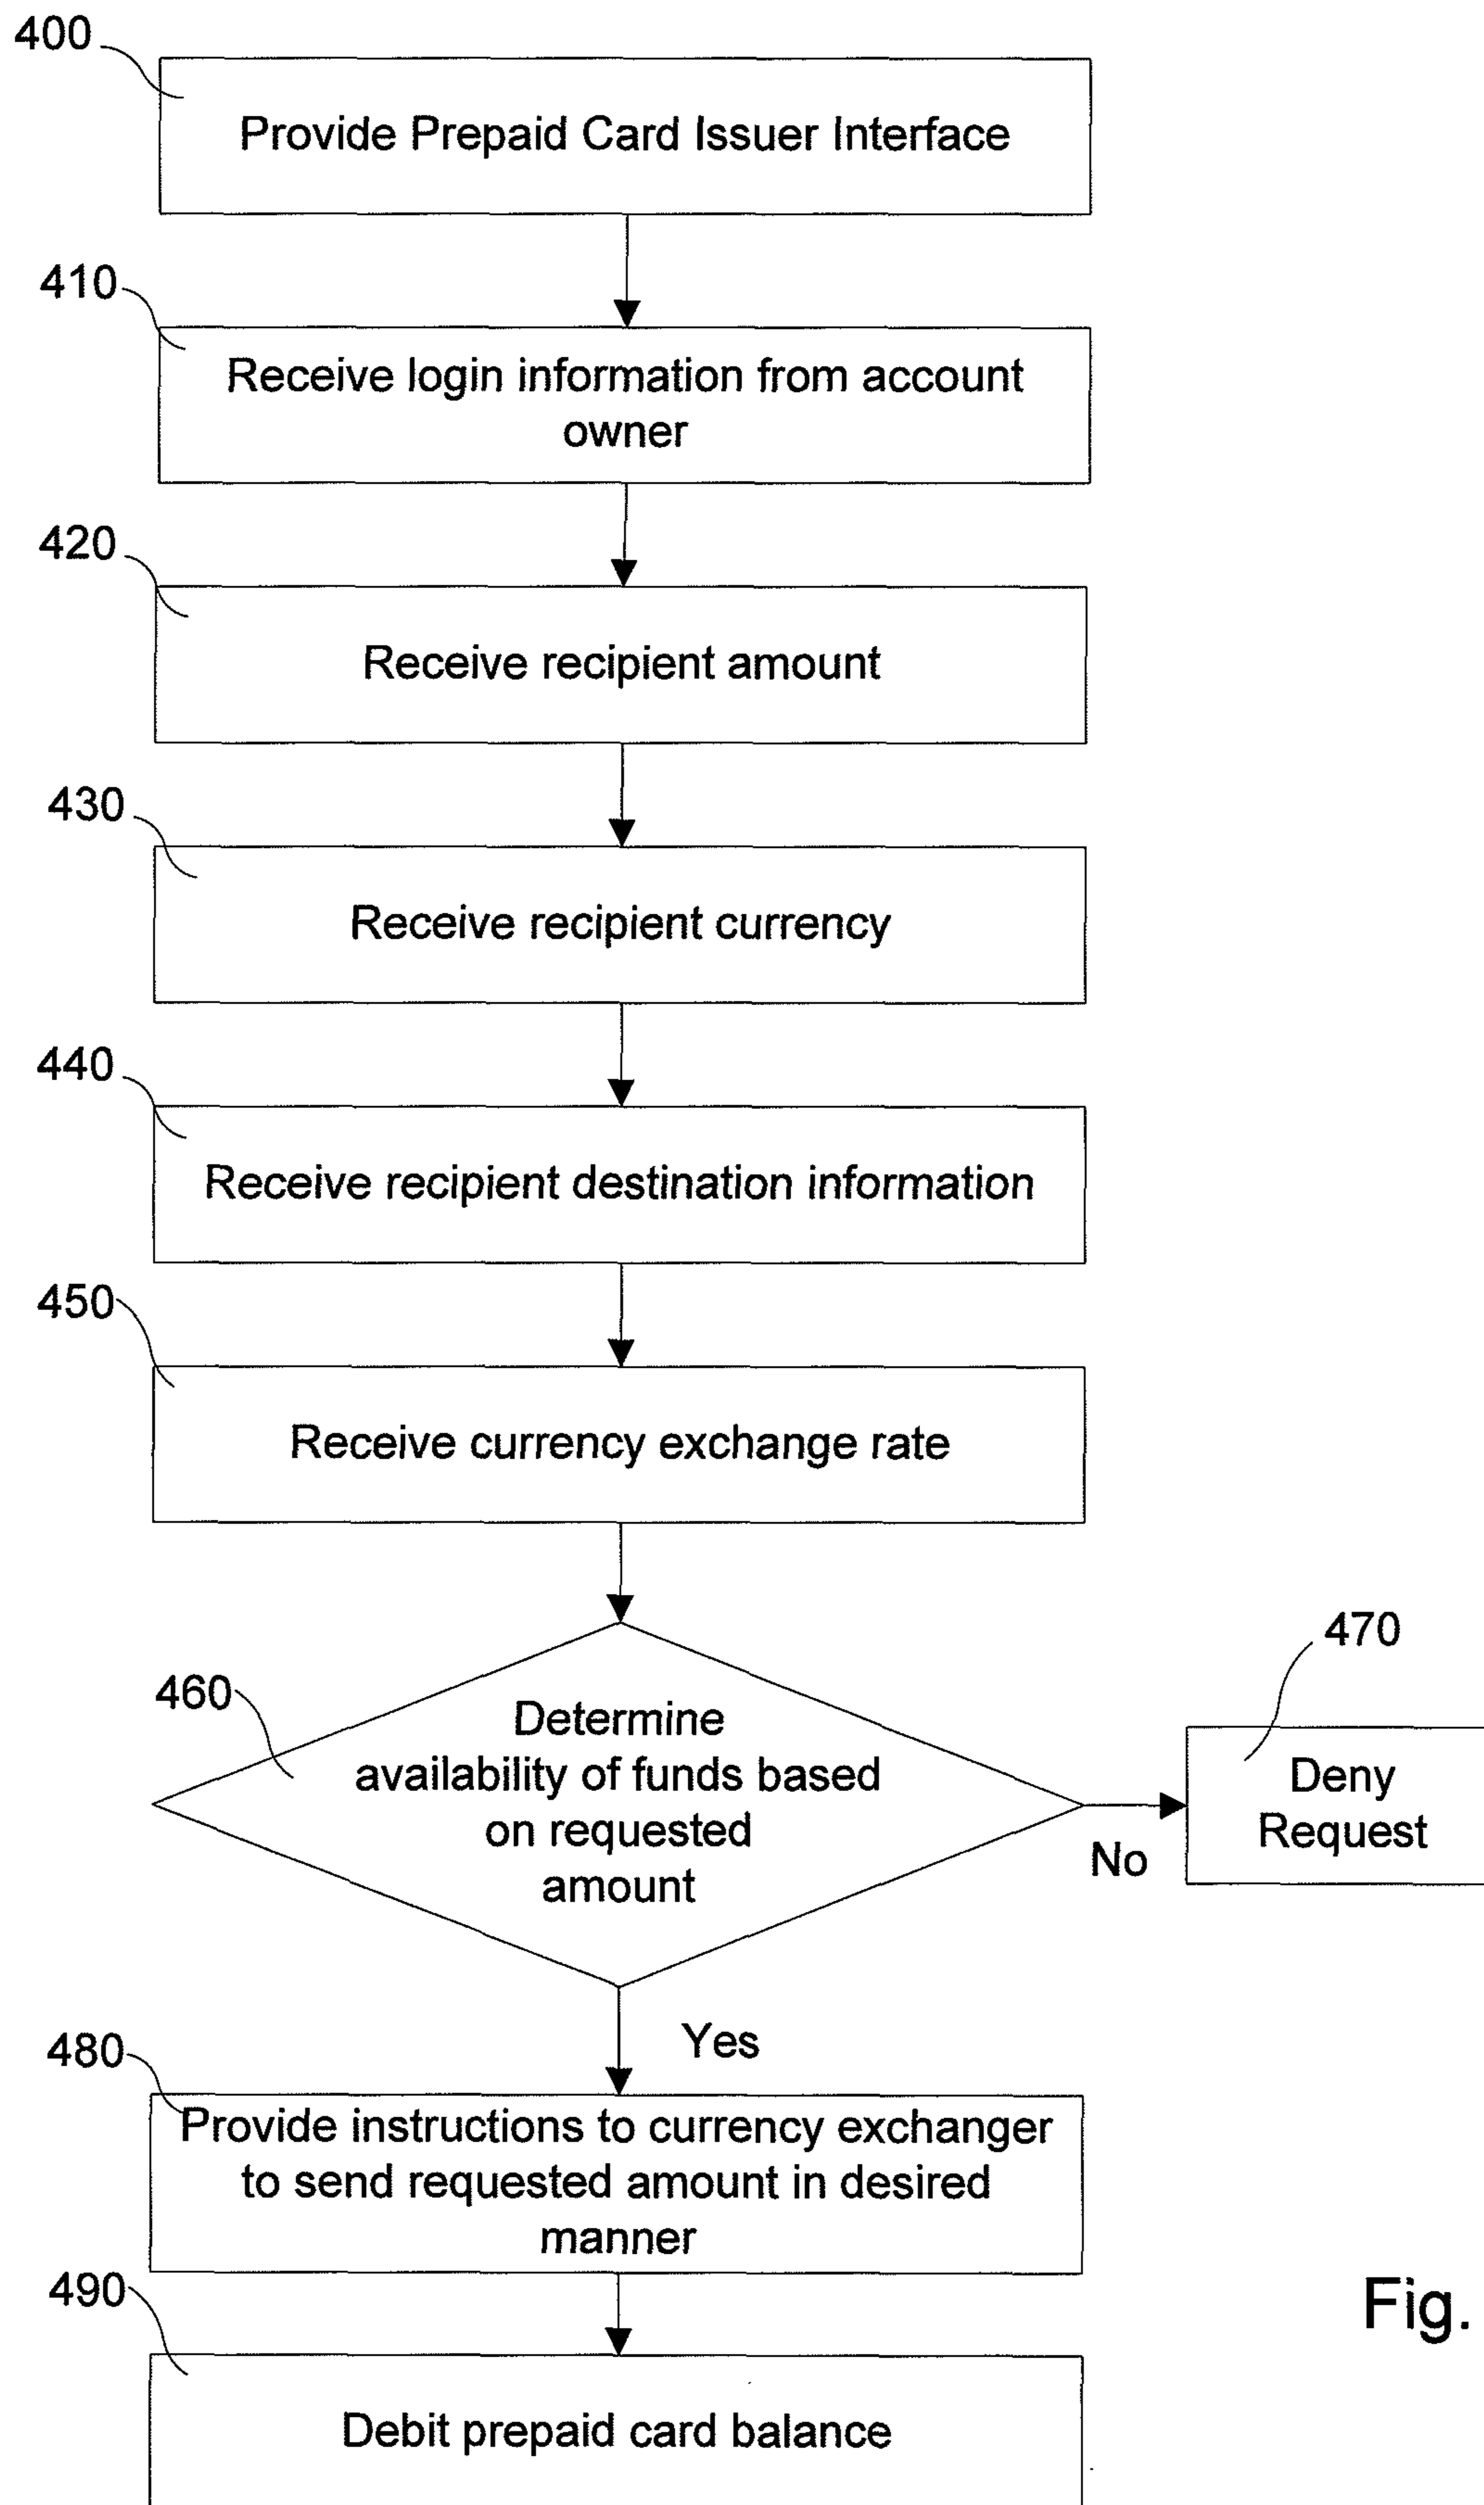 400
Provide Prepaid Card Issuer Interface
410
Receive login information from account
owner
420
Receive recipient amount
430
Receive recipient currency
440
Receive recipient destination information
450
Receive currency exchange rate
460
Determine
availability of funds based
on requested
amount
470
Deny
Request
No
Yes
480
Provide instructions to currency exchanger
to send requested amount in desired
manner
490
Debit prepaid card balance
Fig.